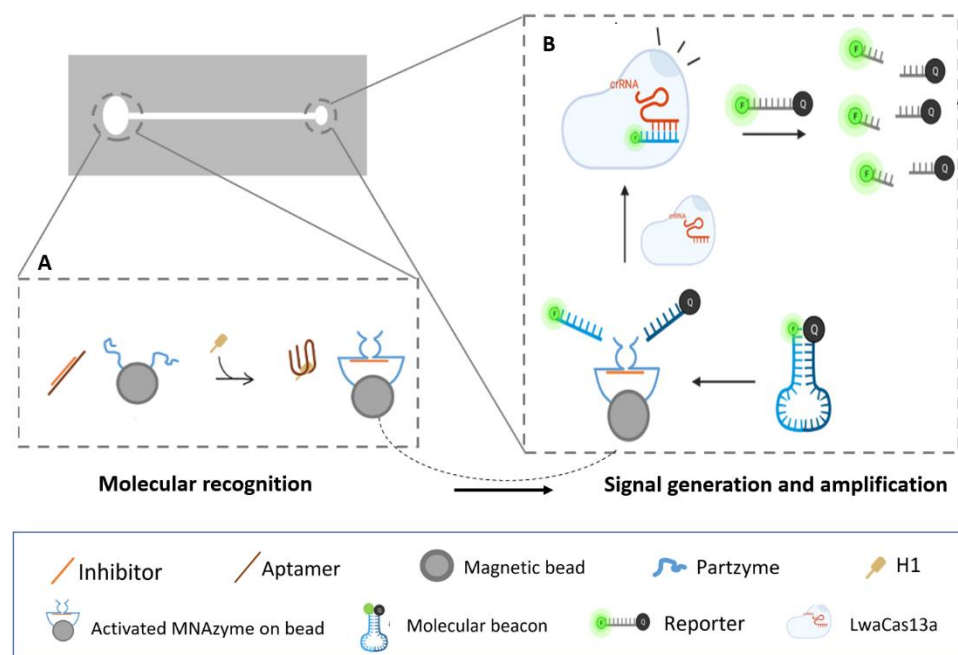 B
crRNA
F
Q
F
Q
F
Q
F
Q
F
crRNA
A
F
Q
F
Q
Molecular recognition
Signal generation and amplification
Inhibitor
Aptamer
Magnetic bead
Partzyme
H1
Activated MNAzyme on bead
Q
Molecular beacon
F
Q
Reporter
LwaCas13a